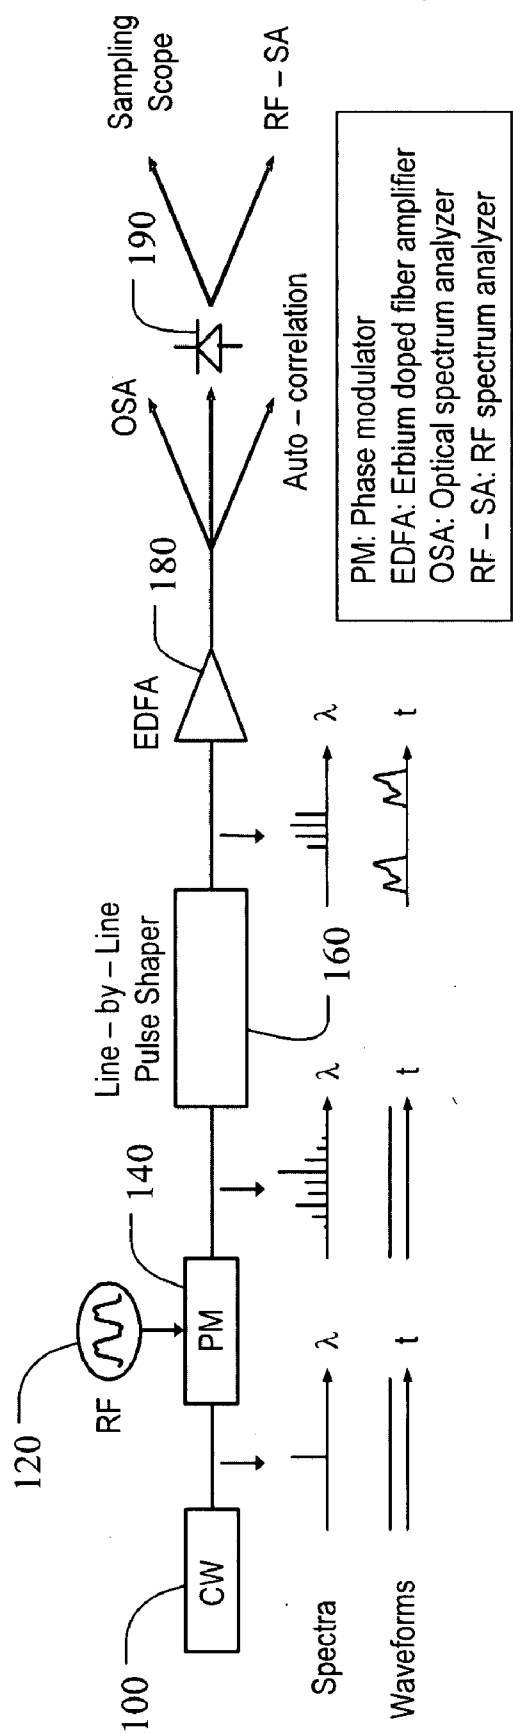 Sampling
Scope
RF – SA
190
OSA
Auto – correlation
180
EDFA
Line – by – Line
Pulse Shaper
160
140
PM
RF
120
CW
100
Spectra
λ
λ
λ
Waveforms
t
t
t
PM: Phase modulator
EDFA: Erbium doped fiber amplifier
OSA: Optical spectrum analyzer
RF – SA: RF spectrum analyzer